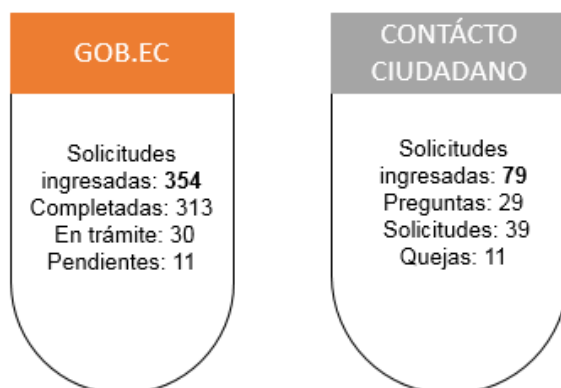 GOB.EC
Solicitudes
ingresadas: 354
Completadas: 313
En trámite: 30
Pendientes: 11
CONTÁCTO
CIUDADANO
Solicitudes
ingresadas: 79
Preguntas: 29
Solicitudes: 39
Quejas: 11